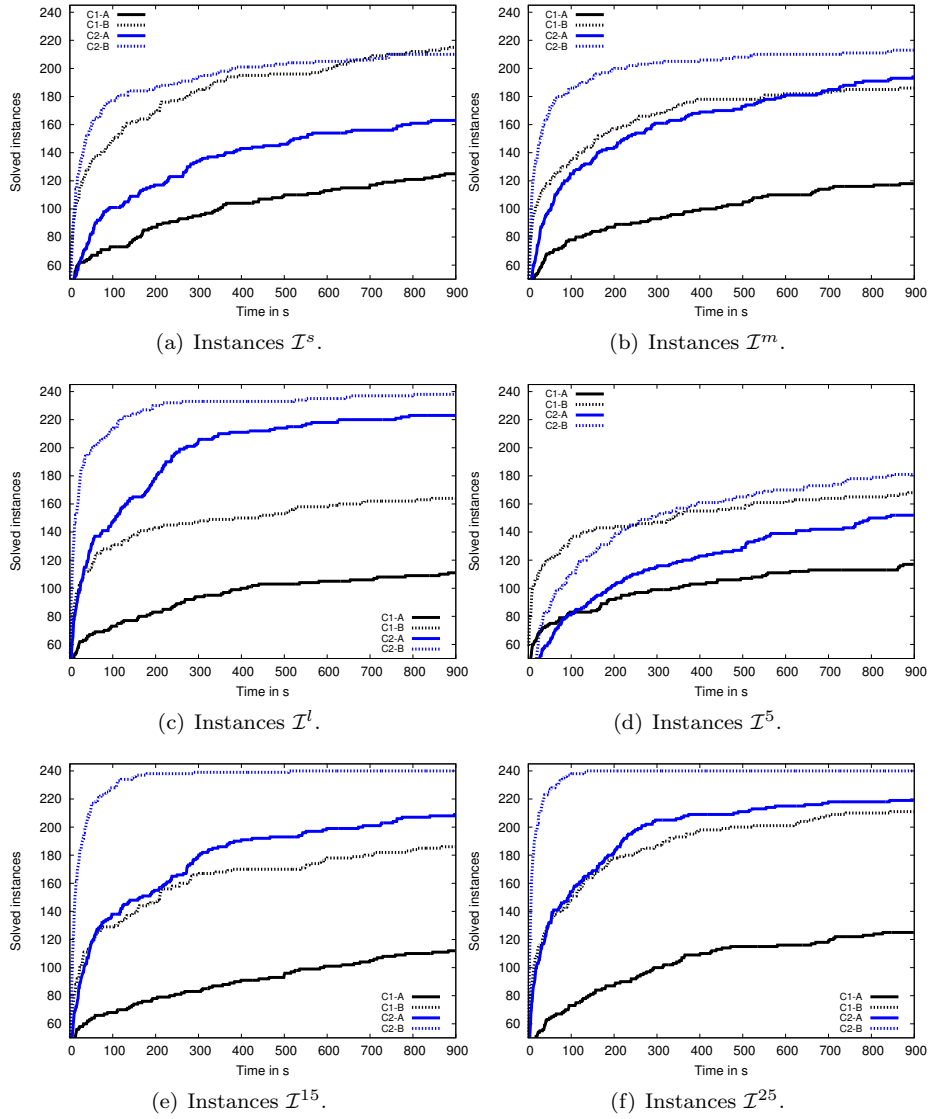 C1-A
C1-B
C2-A
C2-B
Solved instances
240
220
200
180
160
140
120
100
80
60
0 100 200 300 400 500 600 700 800 900
Time in s
(a) Instances 𝓘ˢ.
C1-A
C1-B
C2-A
C2-B
Solved instances
240
220
200
180
160
140
120
100
80
60
0 100 200 300 400 500 600 700 800 900
Time in s
(b) Instances 𝓘ᵐ.
Solved instances
240
220
200
180
160
140
120
100
80
60
C1-A
C1-B
C2-A
C2-B
0 100 200 300 400 500 600 700 800 900
Time in s
(c) Instances 𝓘ˡ.
C1-A
C1-B
C2-A
C2-B
Solved instances
240
220
200
180
160
140
120
100
80
60
0 100 200 300 400 500 600 700 800 900
Time in s
(d) Instances 𝓘⁵.
Solved instances
240
220
200
180
160
140
120
100
80
60
C1-A
C1-B
C2-A
C2-B
0 100 200 300 400 500 600 700 800 900
Time in s
(e) Instances 𝓘¹⁵.
Solved instances
240
220
200
180
160
140
120
100
80
60
C1-A
C1-B
C2-A
C2-B
0 100 200 300 400 500 600 700 800 900
Time in s
(f) Instances 𝓘²⁵.